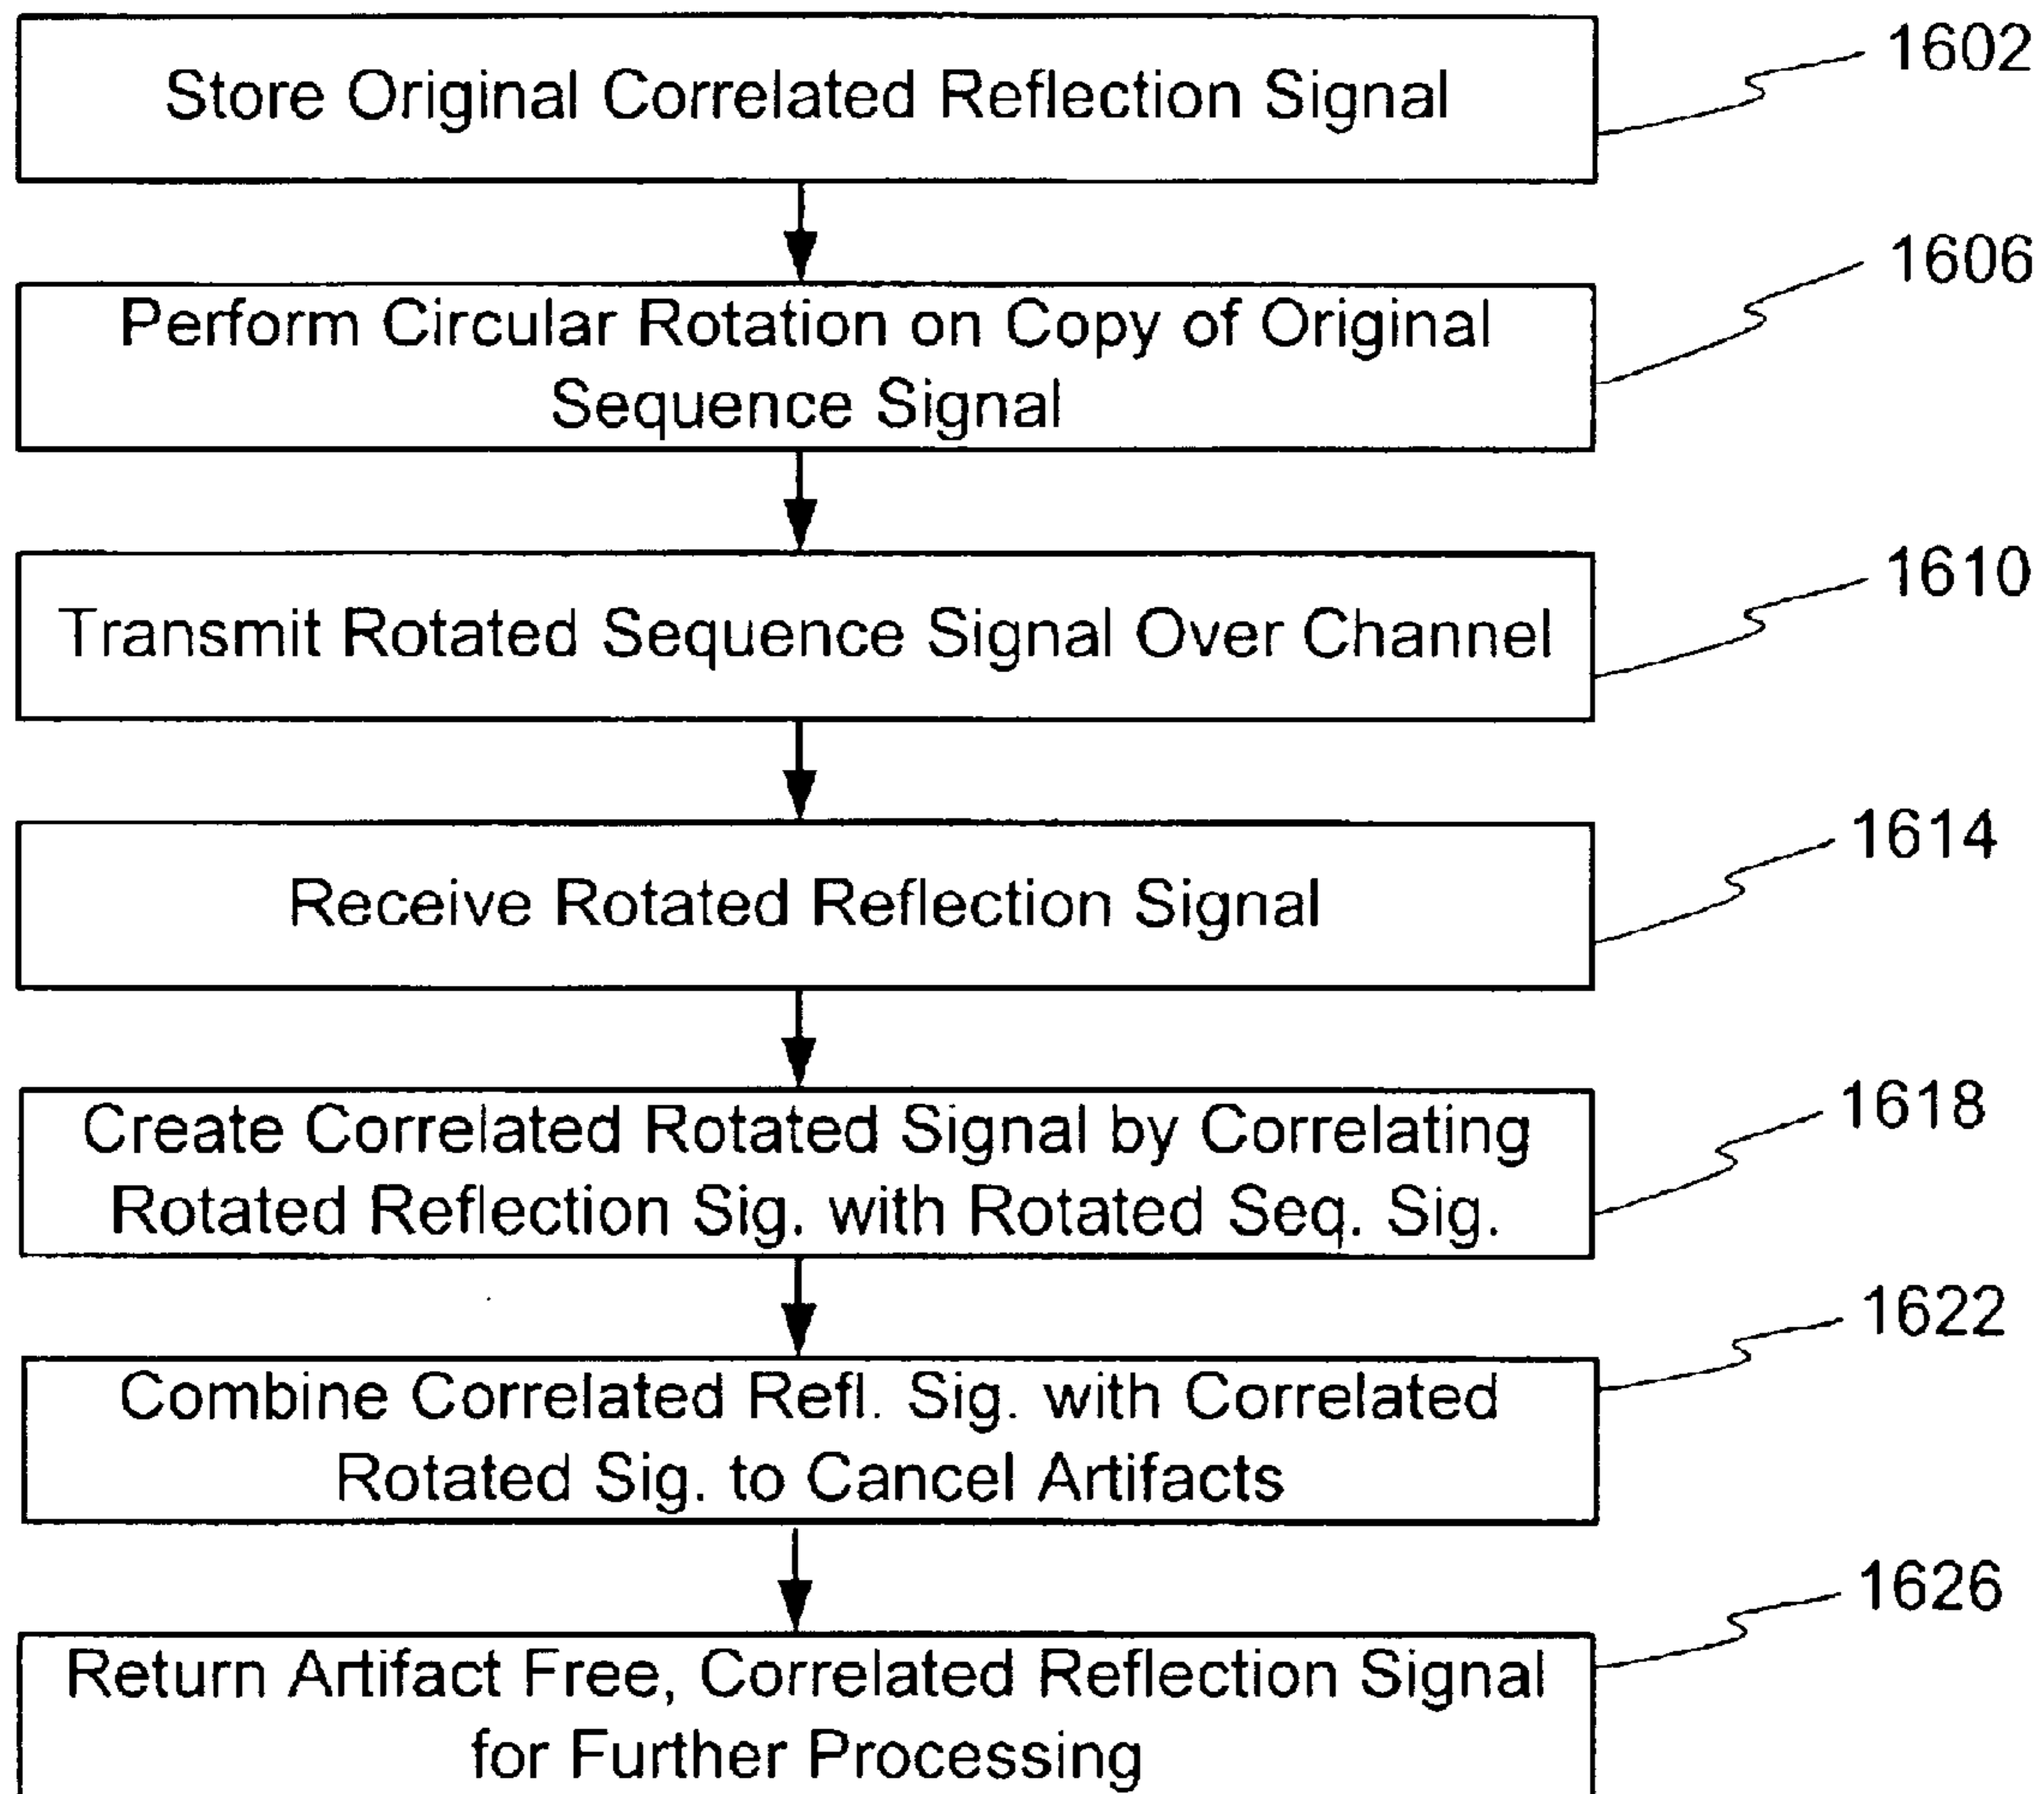 Store Original Correlated Reflection Signal
1602
Perform Circular Rotation on Copy of Original
Sequence Signal
1606
Transmit Rotated Sequence Signal Over Channel
1610
Receive Rotated Reflection Signal
1614
Create Correlated Rotated Signal by Correlating
Rotated Reflection Sig. with Rotated Seq. Sig.
1618
Combine Correlated Refl. Sig. with Correlated
Rotated Sig. to Cancel Artifacts
1622
Return Artifact Free, Correlated Reflection Signal
for Further Processing
1626